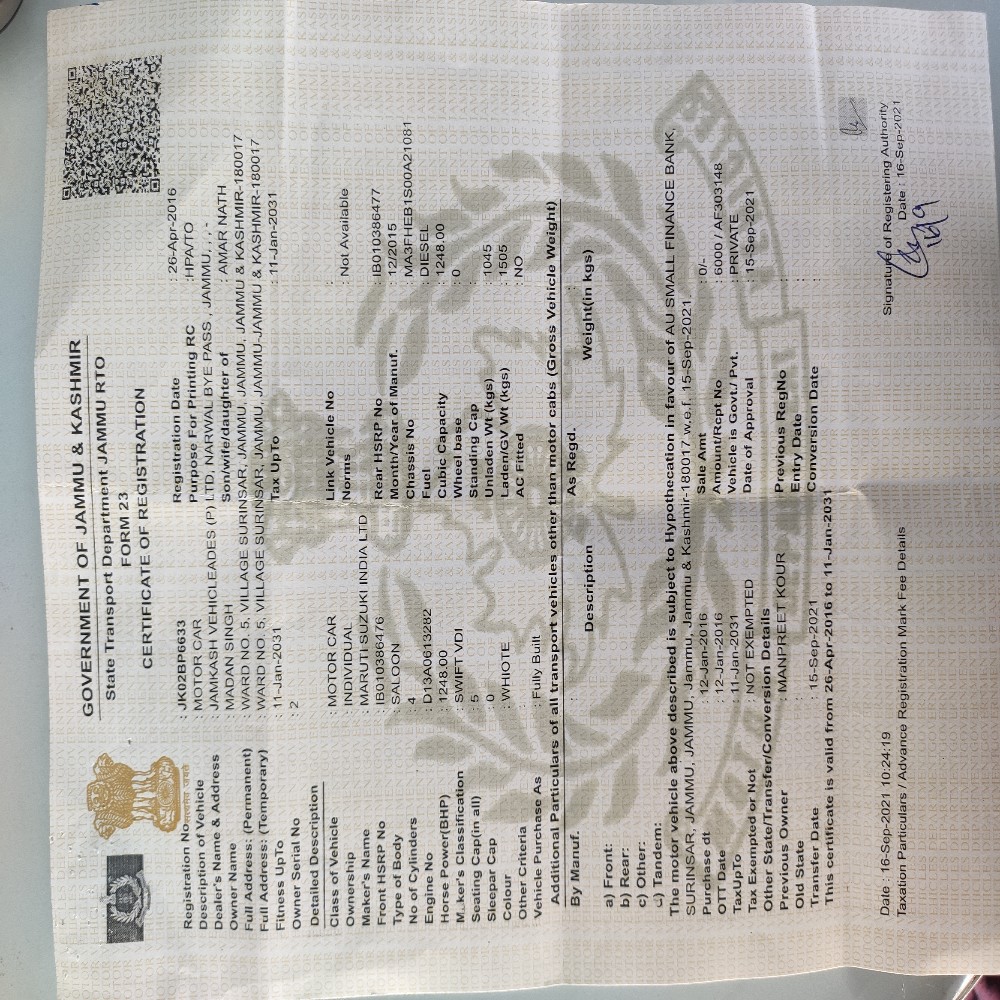 GOVERNMENT OF JAMMU & KASHMIR
State Transport Department JAMMU RTO
FORM 23
CERTIFICATE OF REGISTRATION
सत्यमेव जयते
Registration No : JK02BP6633 Registration Date : 26-Apr-2016
Description of Vehicle : MOTOR CAR Purpose For Printing RC : HPA/TO
Dealer's Name & Address : JAMKASH VEHICLEADES (P) LTD, NARWAL BYE PASS , JAMMU, , , -
Owner Name : MADAN SINGH Son/wife/daughter of : AMAR NATH
Full Address: (Permanent) : WARD NO. 5, VILLAGE SURINSAR, JAMMU, JAMMU, JAMMU & KASHMIR-180017
Full Address: (Temporary) : WARD NO. 5, VILLAGE SURINSAR, JAMMU, JAMMU-JAMMU & KASHMIR-180017
Fitness UpTo : 11-Jan-2031 Tax UpTo : 11-Jan-2031
Owner Serial No : 2
Detailed Description
Class of Vehicle : MOTOR CAR Link Vehicle No :
Ownership : INDIVIDUAL Norms : Not Available
Maker's Name : MARUTI SUZUKI INDIA LTD
Front HSRP No : IB010386476 Rear HSRP No : IB010386477
Type of Body : SALOON Month/Year of Manuf. : 12/2015
No of Cylinders : 4 Chassis No : MA3FHEB1S00A21081
Engine No : D13A0613282 Fuel : DIESEL
Horse Power(BHP) : 1248.00 Cubic Capacity : 1248.00
Maker's Classification : SWIFT VDI Wheel base : 0
Seating Cap(in all) : 5 Standing Cap :
Sleepar Cap : 0 Unladen Wt (kgs) : 1045
Colour : WHIOTE Laden/GV Wt (kgs) : 1505
Other Criteria : AC Fitted : NO
Vehicle Purchase As : Fully Built
Additional Particulars of all transport vehicles other than motor cabs (Gross Vehicle Weight)
By Manuf. : As Regd. :
Description Weight(in kgs)
a) Front:
b) Rear:
c) Other:
d) Tandem:
The motor vehicle above described is subject to Hypothecation in favour of AU SMALL FINANCE BANK,
SURINSAR, JAMMU, JAMMU, Jammu, Jammu & Kashmir-180017 w.e.f. 15-Sep-2021.
Purchase dt : 12-Jan-2016 Sale Amt : 0/-
OTT Date : 12-Jan-2016 Amount/Rcpt No : 6000 / AF303148
TaxUpTo : 11-Jan-2031 Vehicle is Govt./ Pvt. : PRIVATE
Tax Exempted or Not : NOT EXEMPTED Date of Approval : 15-Sep-2021
Other State/Transfer/Conversion Details
Previous Owner : MANPREET KOUR Previous RegNo :
Old State : Entry Date :
Transfer Date : 15-Sep-2021 Conversion Date :
This certificate is valid from 26-Apr-2016 to 11-Jan-2031
Signature of Registering Authority
Date : 16-Sep-2021 10:24:19 Date : 16-Sep-2021
Taxation Particulars / Advance Registration Mark Fee Details